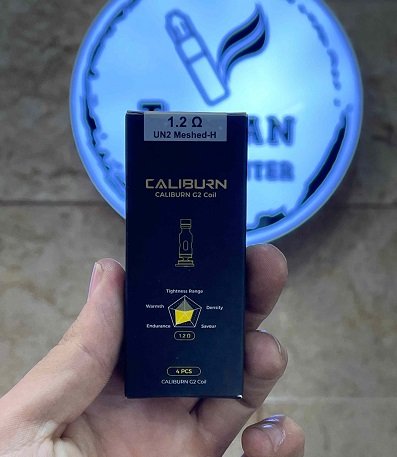 1.2 Ω
UN2 Meshed-H
CALIBURN
CALIBURN G2 Coil
Tightness Range
Warmth
Density
Endurance
Savour
1.2 Ω
4 PCS
CALIBURN G2 Coil